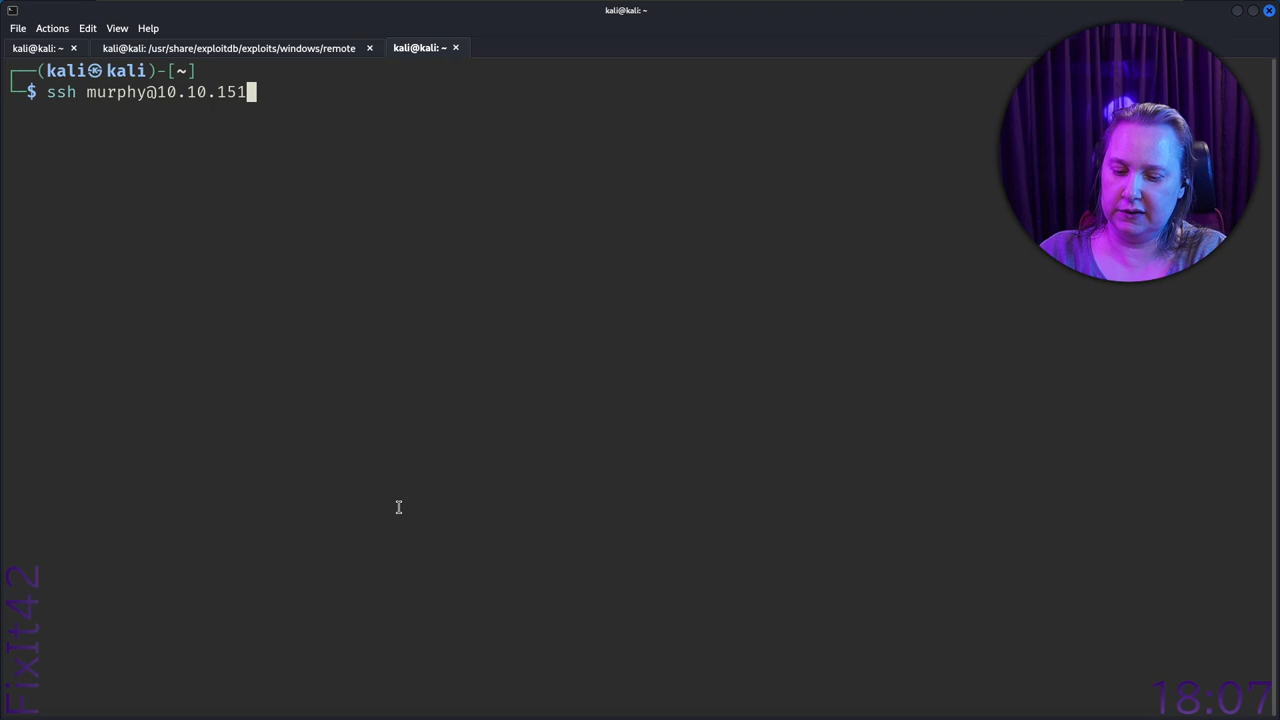 kali@kali: ~
File Actions Edit View Help
kali@kali: ~ × kali@kali: /usr/share/exploitdb/exploits/windows/remote × kali@kali: ~ ×
┌──(kali㉿kali)-[~]
└─$ ssh murphy@10.10.151
FixIt42
18:07